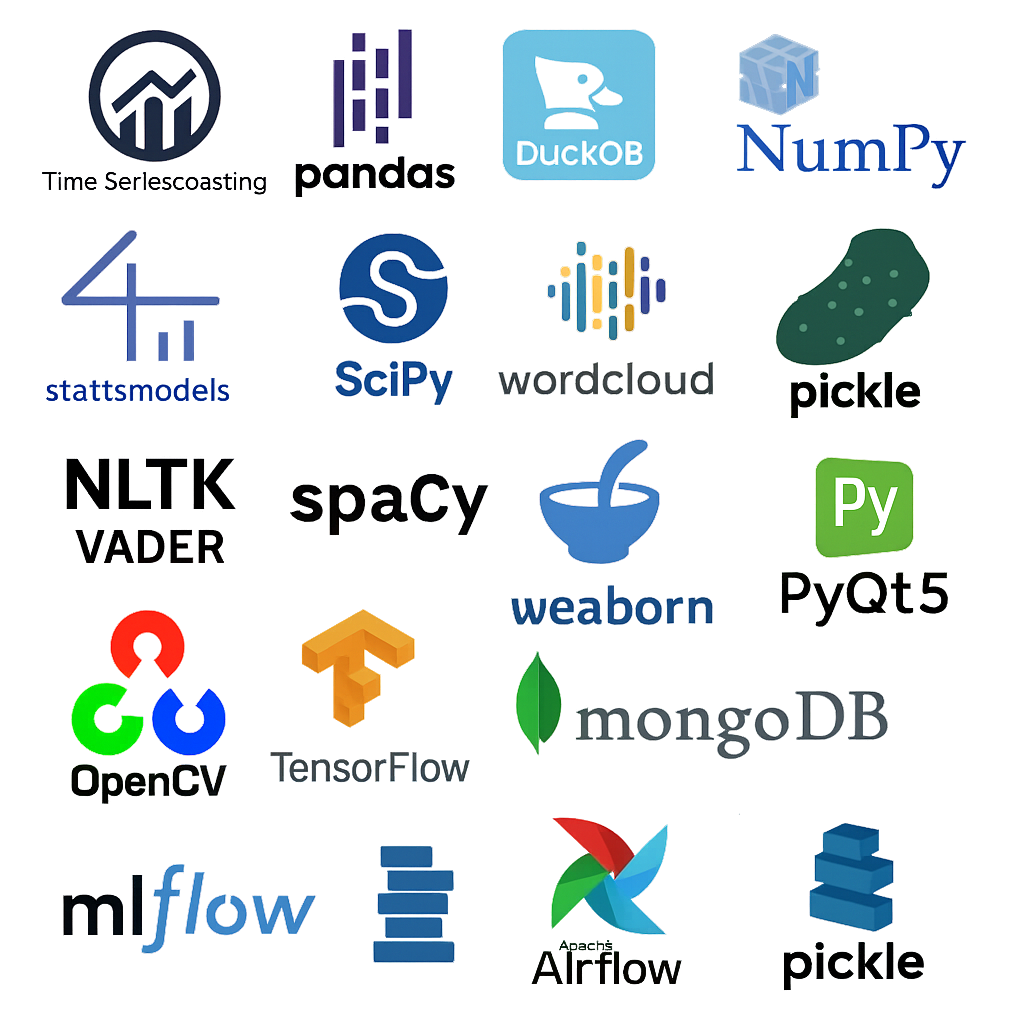 Time Serlescoasting
pandas
DuckOB
N
NumPy
stattsmodels
SciPy
wordcloud
pickle
NLTK
VADER
spaCy
weaborn
Py
PyQt5
OpenCV
TensorFlow
mongoDB
mlflow
Apachs
AIrflow
pickle